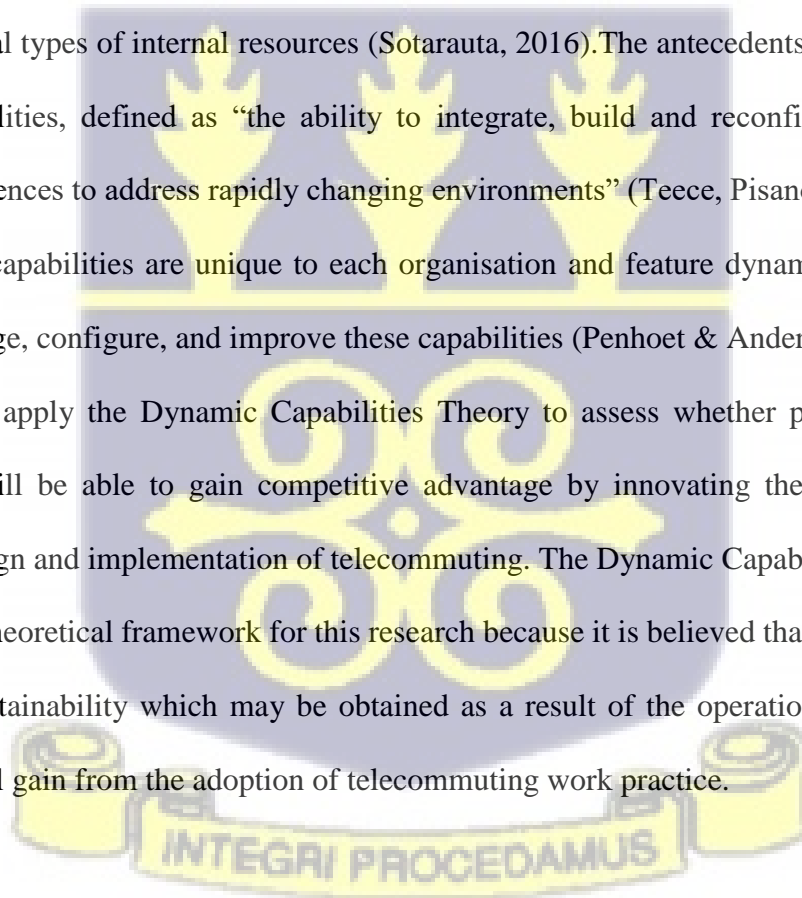 al types of internal resources (Sotarauta, 2016).The antecedents
lities, defined as “the ability to integrate, build and reconfi
ences to address rapidly changing environments” (Teece, Pisano
capabilities are unique to each organisation and feature dynam
ge, configure, and improve these capabilities (Penhoet & Ander
apply the Dynamic Capabilities Theory to assess whether p
ill be able to gain competitive advantage by innovating the
gn and implementation of telecommuting. The Dynamic Capab
heoretical framework for this research because it is believed tha
tainability which may be obtained as a result of the operatio
l gain from the adoption of telecommuting work practice.
INTEGRI PROCEDAMUS